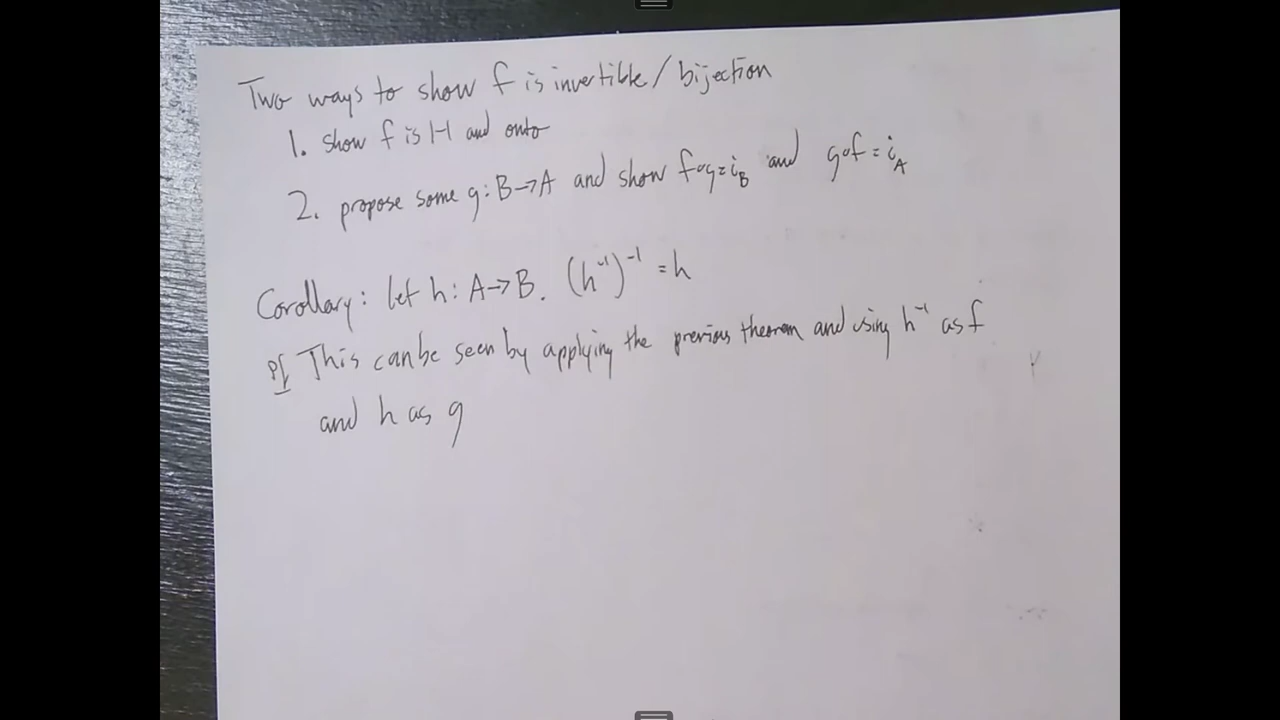 Two ways to show f is invertible/bijection
1. show f is 1-1 and onto
2. propose some g: B→A and show f∘g=i_B and g∘f=i_A
Corollary: let h: A→B. (h⁻¹)⁻¹ = h
pf This can be seen by applying the previous theorem and using h⁻¹ as f
and h as g